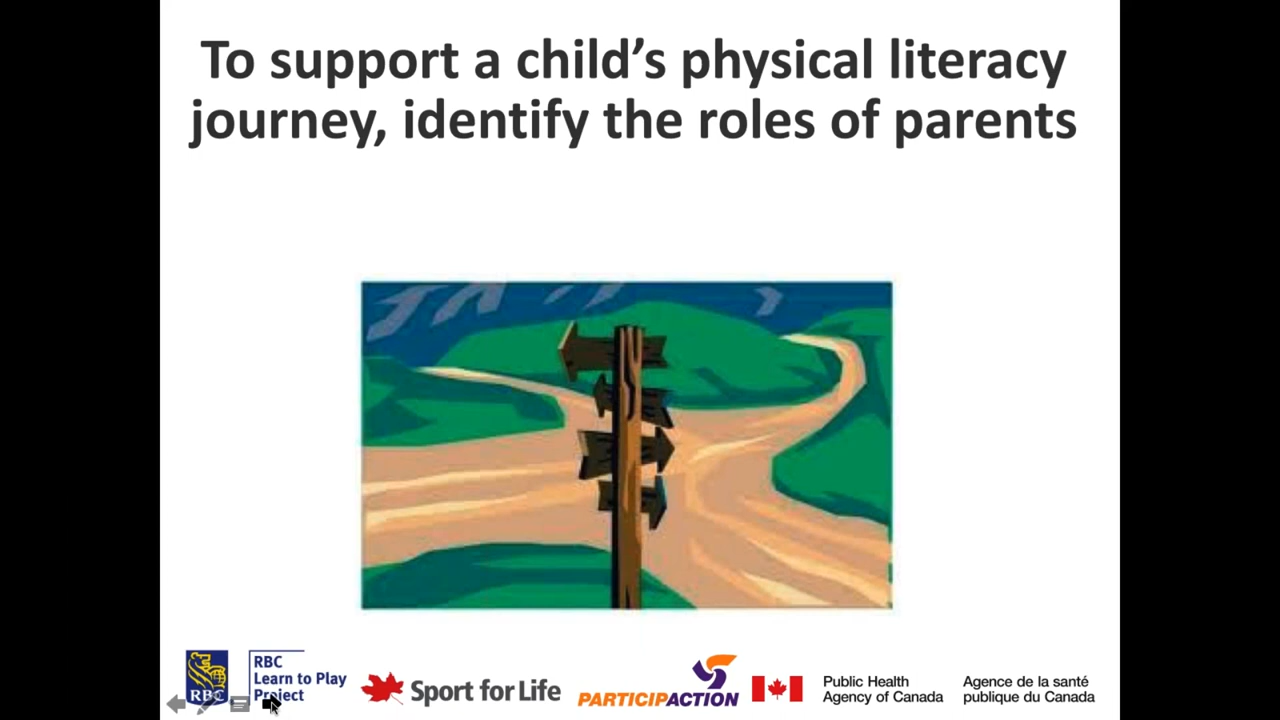 To support a child’s physical literacy
journey, identify the roles of parents
RBC
RBC
Learn to Play
Project
Sport for Life
PARTICIPACTION
Public Health
Agency of Canada
Agence de la santé
publique du Canada